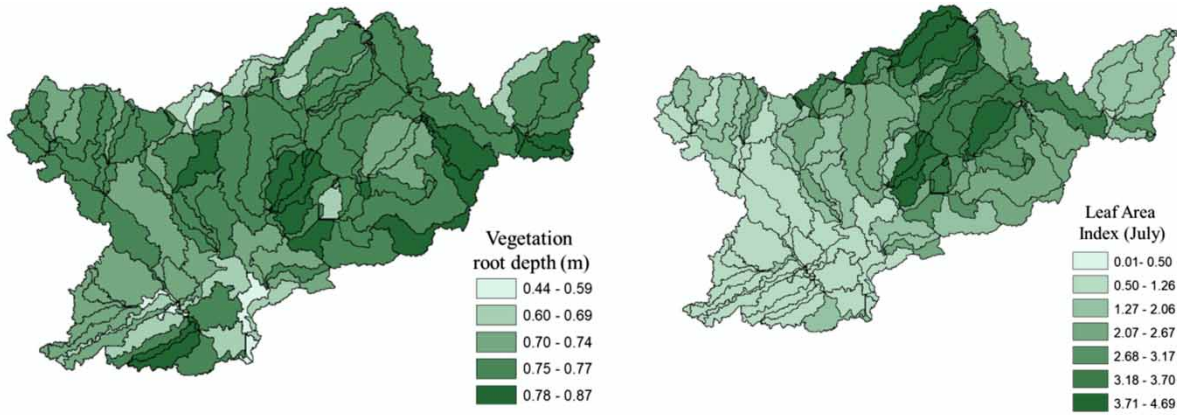 Vegetation
root depth (m)
0.44 - 0.59
0.60 - 0.69
0.70 - 0.74
0.75 - 0.77
0.78 - 0.87
Leaf Area
Index (July)
0.01- 0.50
0.50 - 1.26
1.27 - 2.06
2.07 - 2.67
2.68 - 3.17
3.18 - 3.70
3.71 - 4.69